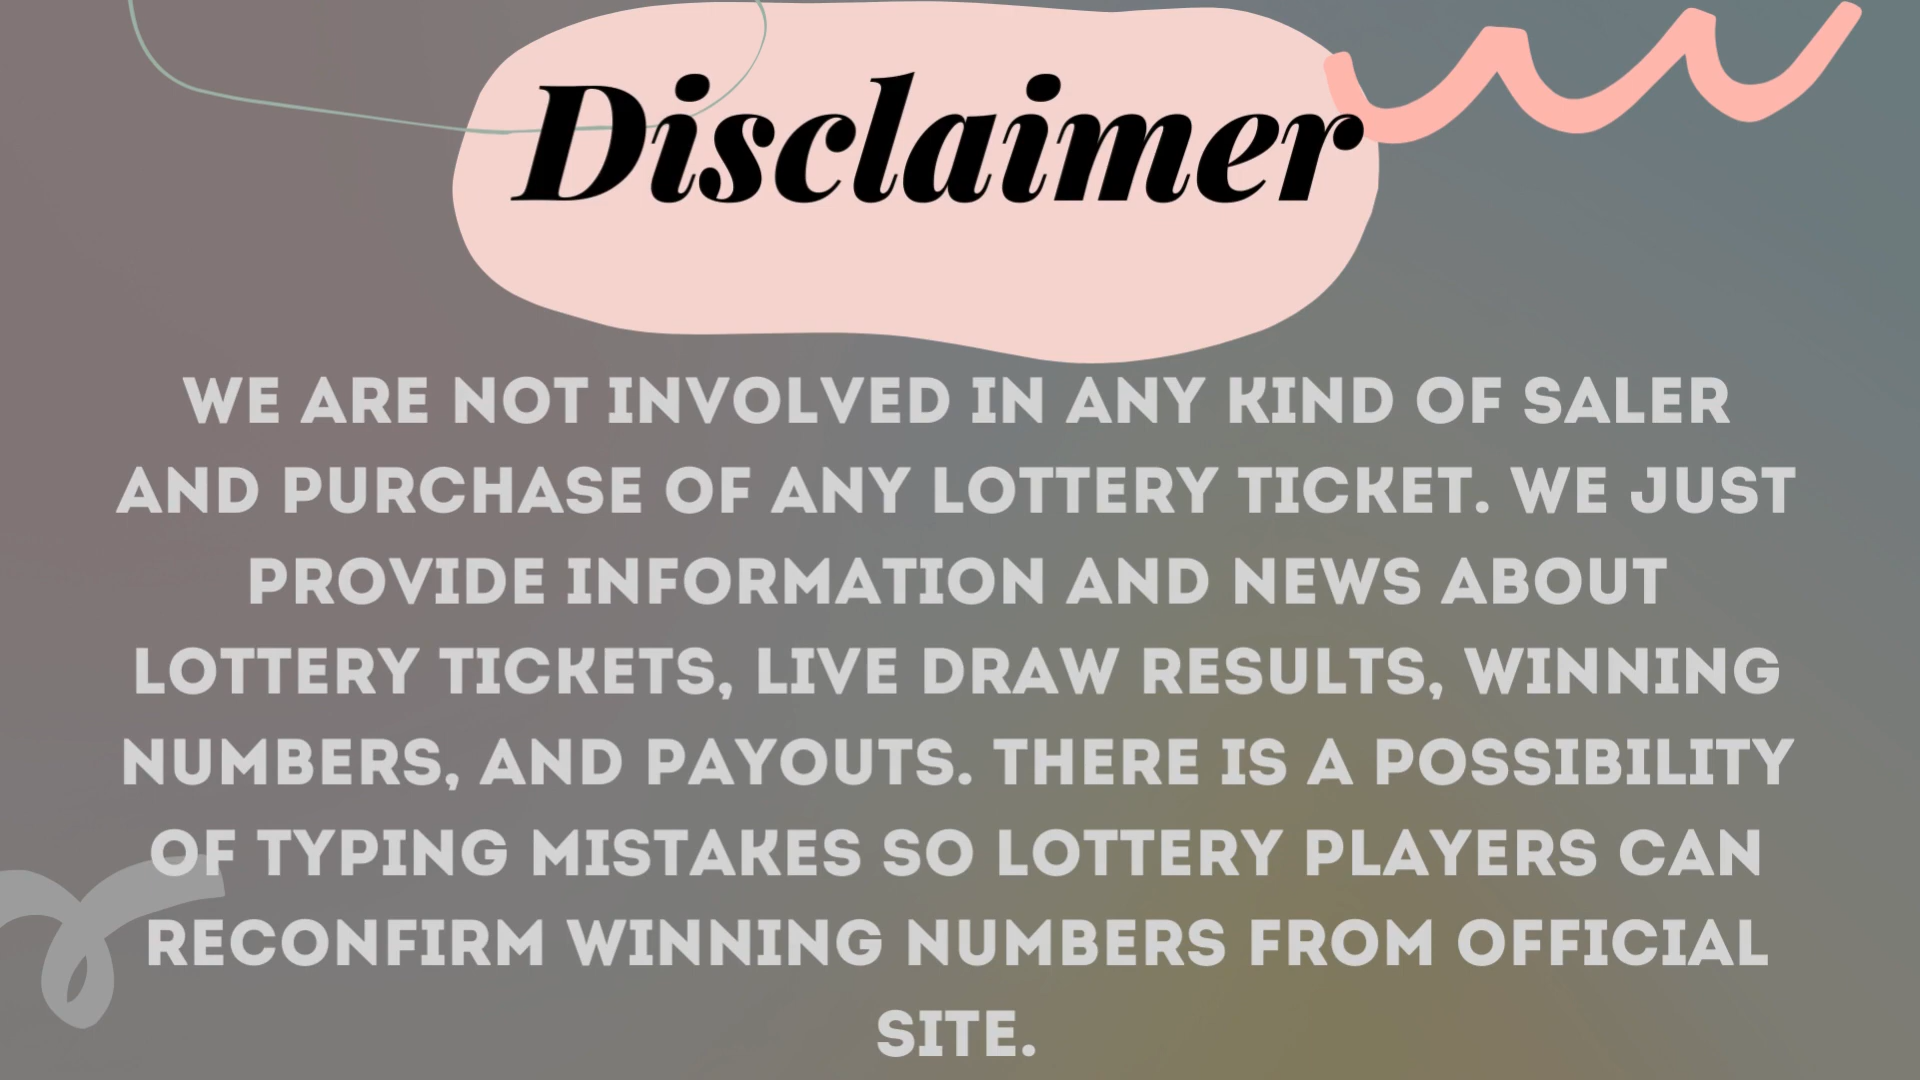 Disclaimer
WE ARE NOT INVOLVED IN ANY KIND OF SALER
AND PURCHASE OF ANY LOTTERY TICKET. WE JUST
PROVIDE INFORMATION AND NEWS ABOUT
LOTTERY TICKETS, LIVE DRAW RESULTS, WINNING
NUMBERS, AND PAYOUTS. THERE IS A POSSIBILITY
OF TYPING MISTAKES SO LOTTERY PLAYERS CAN
RECONFIRM WINNING NUMBERS FROM OFFICIAL
SITE.